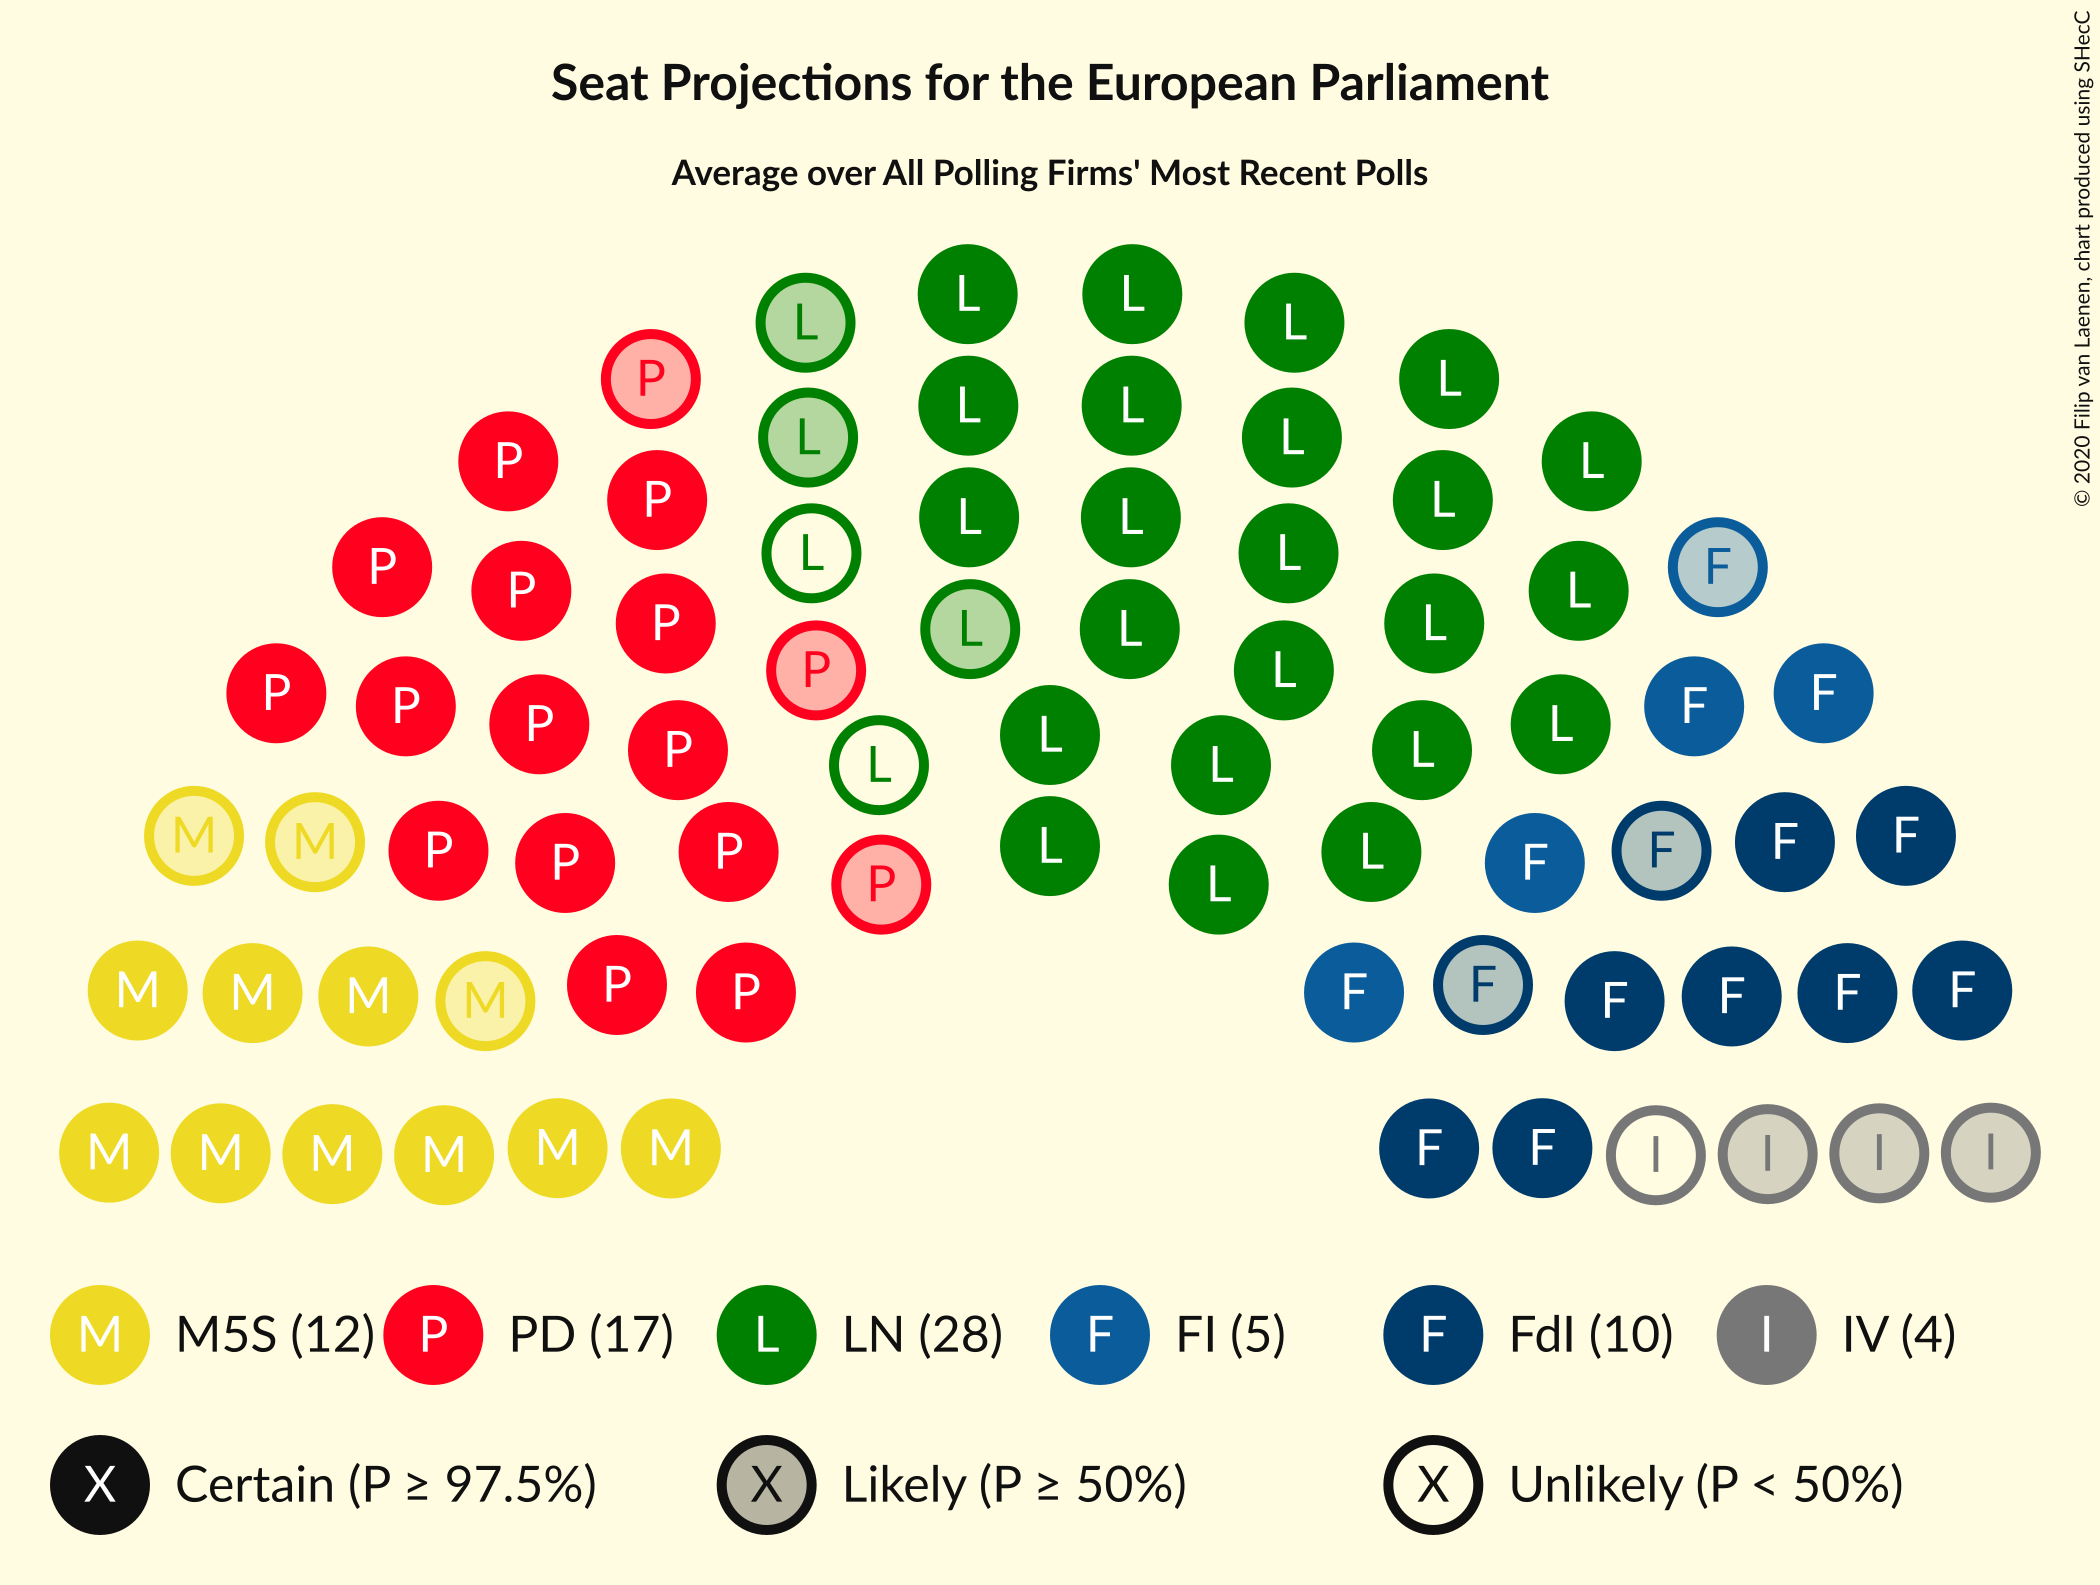 Seat Projections for the European Parliament
Average over All Polling Firms' Most Recent Polls
© 2020 Filip van Laenen, chart produced using SHecC
L L
L L
P L
L L L
P L L L L
P P L L
L L L
P P L F
P L L
L L
P L
P P F F
P L P L
L L
L L
M M P P P P L L L F F F F
L
M M M M P P F F F F F F
M M M M M M F F I I I I
M M5S (12) P PD (17) L LN (28) F FI (5) F FdI (10) I IV (4)
X Certain (P ≥ 97.5%) X Likely (P ≥ 50%) X Unlikely (P < 50%)